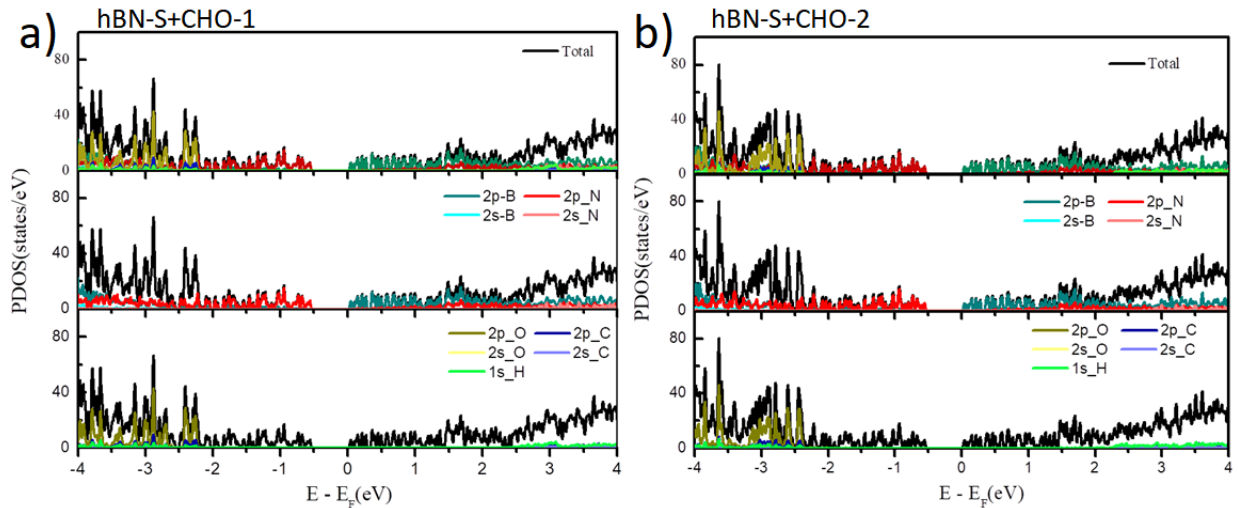 a)
hBN-S+CHO-1
Total
80
40
0
2p-B 2p_N
2s-B 2s_N
80
40
0
2p_O 2p_C
2s_O 2s_C
1s_H
80
40
0
-4 -3 -2 -1 0 1 2 3 4
PDOS(states/eV)
E - E_F(eV)
b)
hBN-S+CHO-2
Total
80
40
0
2p-B 2p_N
2s-B 2s_N
80
40
0
2p_O 2p_C
2s_O 2s_C
1s_H
80
40
0
-4 -3 -2 -1 0 1 2 3 4
PDOS(states/eV)
E - E_F(eV)